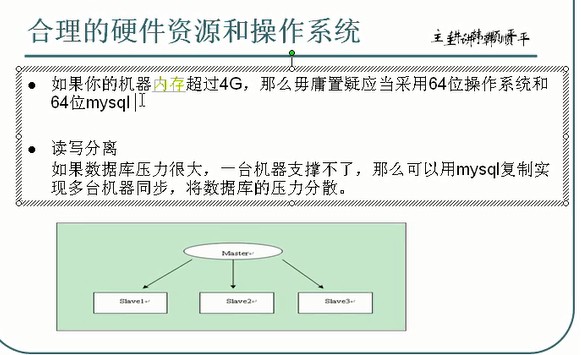 合理的硬件资源和操作系统
主讲:韩顺平
如果你的机器内存超过4G，那么毋庸置疑应当采用64位操作系统和
64位mysql
读写分离
如果数据库压力很大，一台机器支撑不了，那么可以用mysql复制实
现多台机器同步，将数据库的压力分散。
Master
Slave1
Slave2
Slave3